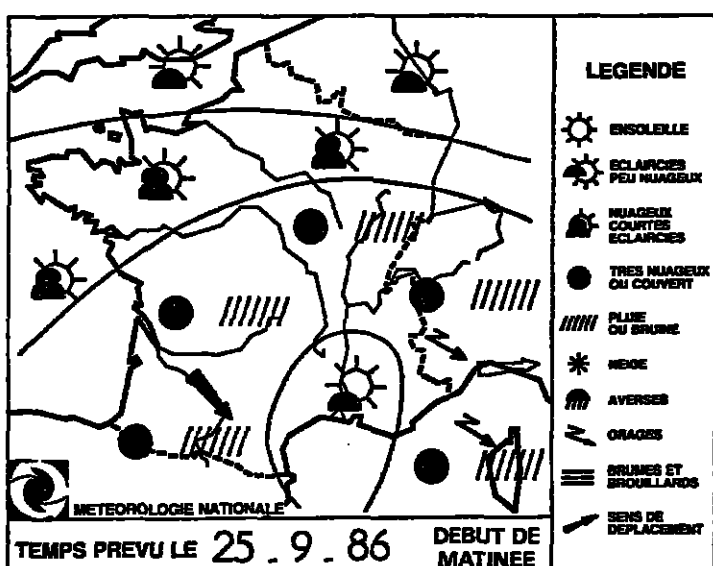 LEGENDE
ENSOLEILLE
ECLAIRCIES
PEU NUAGEUX
NUAGEUX
COURTES
ECLAIRCIES
TRES NUAGEUX
OU COUVERT
PLUIE
OU BRUINE
NEIGE
AVERSES
ORAGES
BRUMES ET
BROUILLARDS
SENS DE
DEPLACEMENT
METEOROLOGIE NATIONALE
TEMPS PREVU LE 25.9.86 DEBUT DE
MATINEE